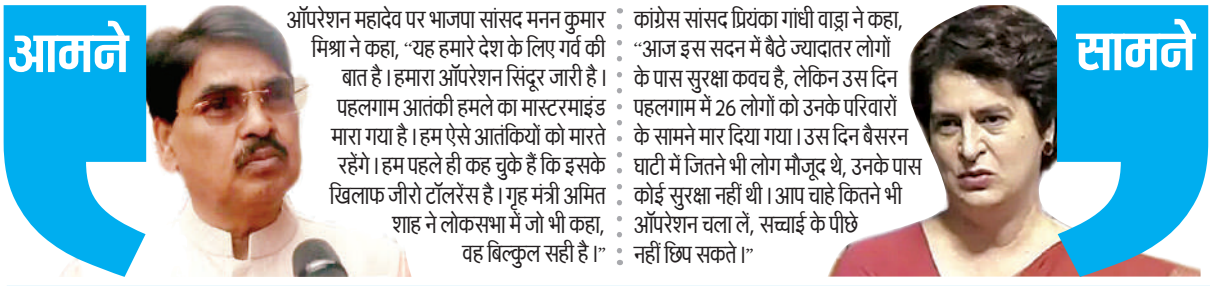 आमने
ऑपरेशन महादेव पर भाजपा सांसद मनन कुमार
मिश्रा ने कहा, “यह हमारे देश के लिए गर्व की
बात है। हमारा ऑपरेशन सिंदूर जारी है।
पहलगाम आतंकी हमले का मास्टरमाइंड
मारा गया है। हम ऐसे आतंकियों को मारते
रहेंगे। हम पहले ही कह चुके हैं कि इसके
खिलाफ जीरो टॉलरेंस है। गृह मंत्री अमित
शाह ने लोकसभा में जो भी कहा,
वह बिल्कुल सही है।”
कांग्रेस सांसद प्रियंका गांधी वाड्रा ने कहा,
“आज इस सदन में बैठे ज्यादातर लोगों
के पास सुरक्षा कवच है, लेकिन उस दिन
पहलगाम में 26 लोगों को उनके परिवारों
के सामने मार दिया गया। उस दिन बैसरन
घाटी में जितने भी लोग मौजूद थे, उनके पास
कोई सुरक्षा नहीं थी। आप चाहे कितने भी
ऑपरेशन चला लें, सच्चाई के पीछे
नहीं छिप सकते।”
सामने